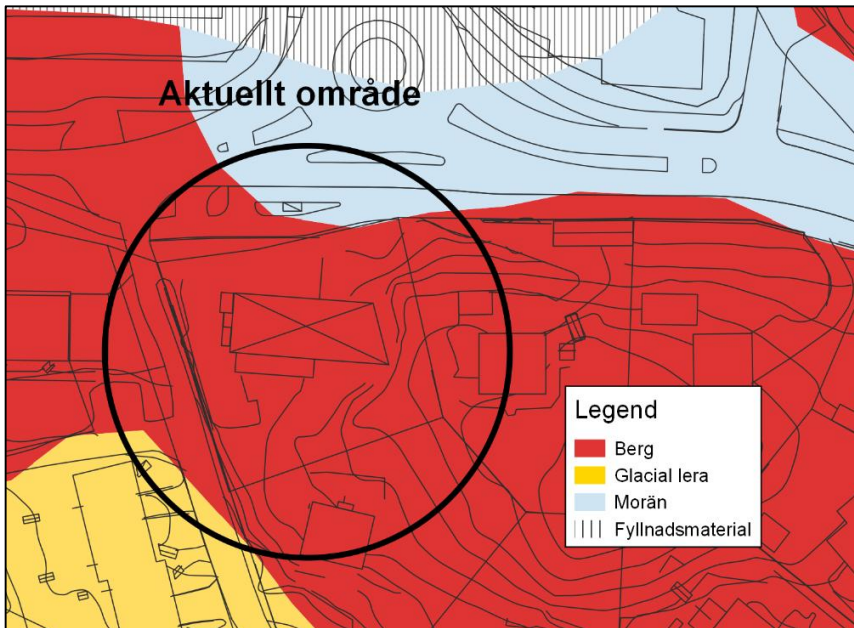 Aktuellt område
Legend
Berg
Glacial lera
Morän
Fyllnadsmaterial